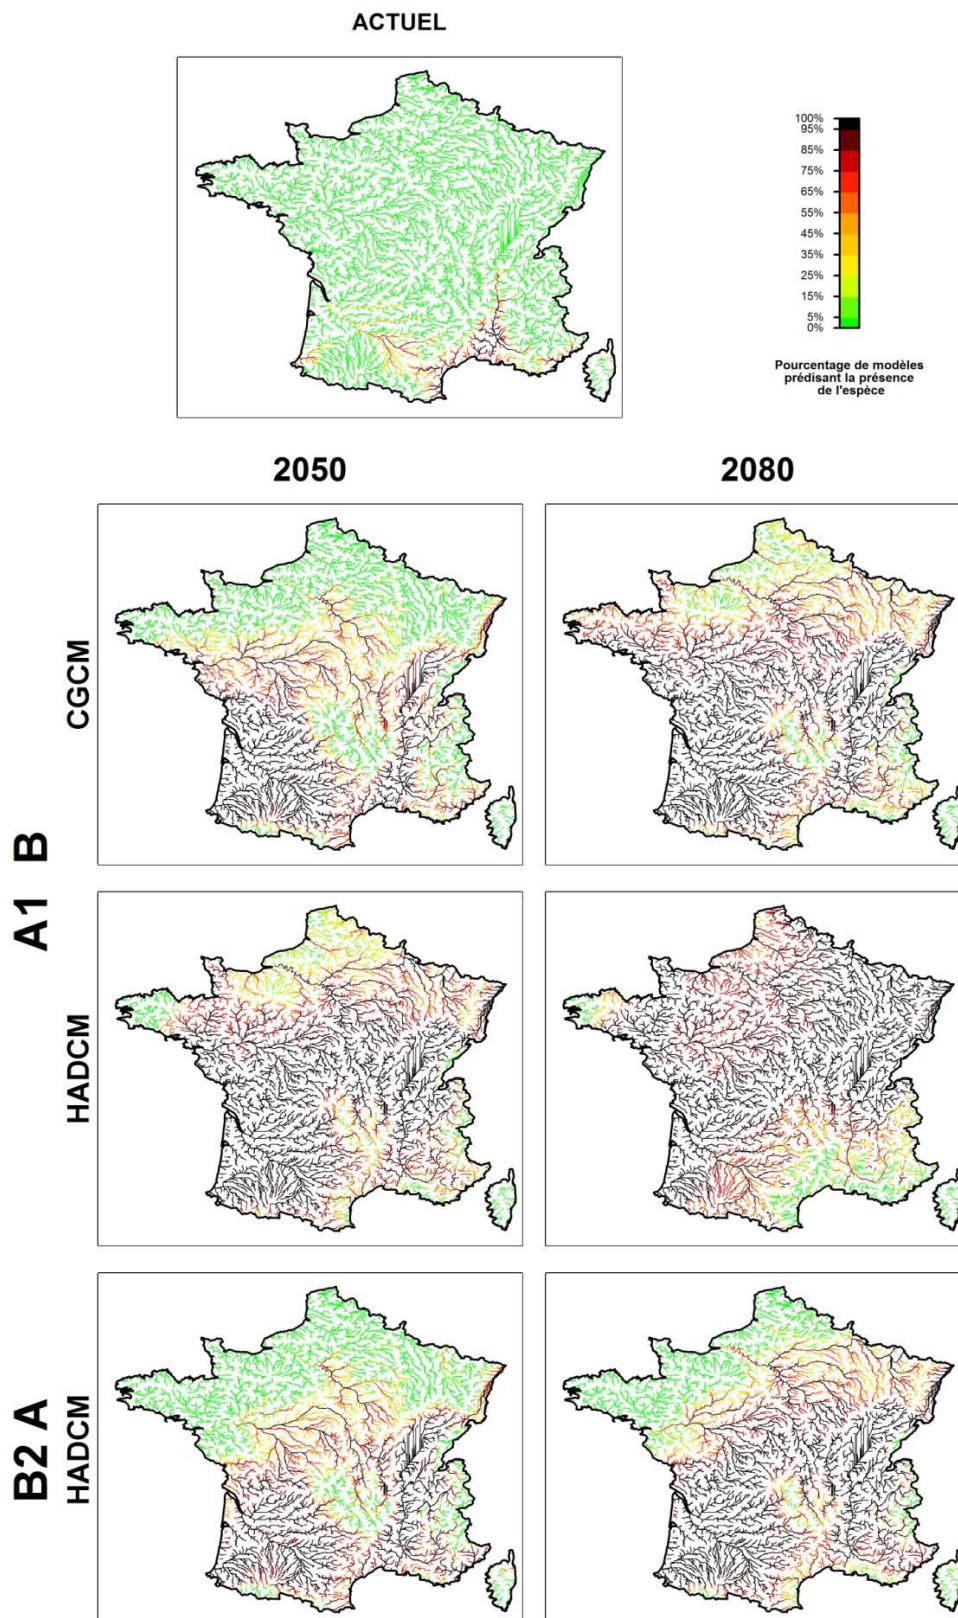 ACTUEL
100%
95%
85%
75%
65%
55%
45%
35%
25%
15%
5%
0%
Pourcentage de modèles
prédisant la présence
de l'espèce
2050
2080
B
CGCM
A1
HADCM
B2 A
HADCM